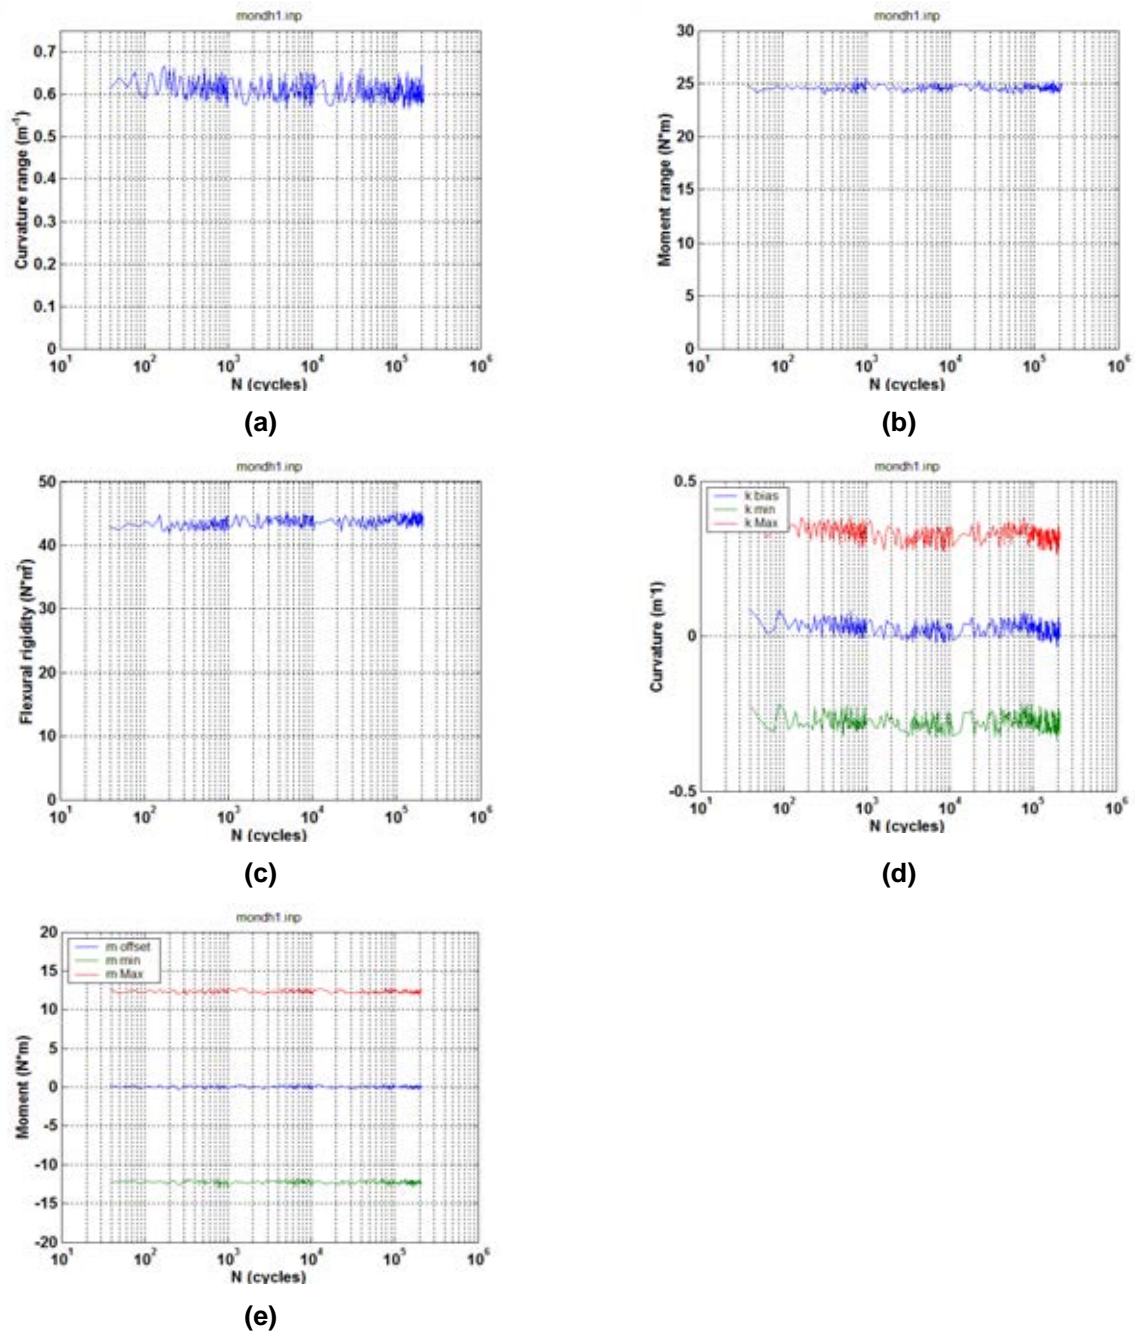 mondh1.inp
Curvature range (m⁻¹)
0.7
0.6
0.5
0.4
0.3
0.2
0.1
0
10¹ 10² 10³ 10⁴ 10⁵ 10⁶
N (cycles)
(a)
mondh1.inp
Moment range (N*m)
30
25
20
15
10
5
0
10¹ 10² 10³ 10⁴ 10⁵ 10⁶
N (cycles)
(b)
mondh1.inp
Flexural rigidity (N*m²)
50
40
30
20
10
0
10¹ 10² 10³ 10⁴ 10⁵ 10⁶
N (cycles)
(c)
mondh1.inp
k bias
k min
k Max
Curvature (m⁻1)
0.5
0
-0.5
10¹ 10² 10³ 10⁴ 10⁵ 10⁶
N (cycles)
(d)
mondh1.inp
m offset
m min
m Max
Moment (N*m)
20
15
10
5
0
-5
-10
-15
-20
10¹ 10² 10³ 10⁴ 10⁵ 10⁶
N (cycles)
(e)